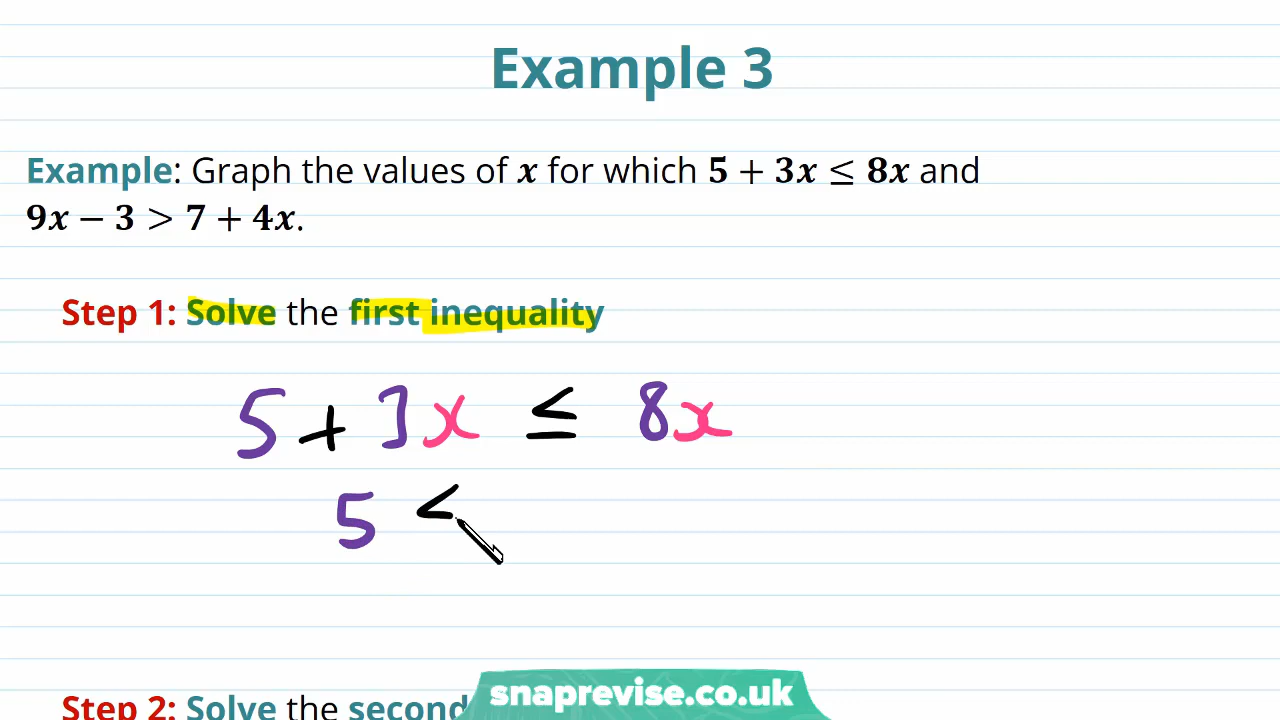 Example 3
Example: Graph the values of x for which 5 + 3x ≤ 8x and
9x − 3 > 7 + 4x.
Step 1: Solve the first inequality
5 + 3x ≤ 8x
5 <
Step 2: Solve the second
snaprevise.co.uk